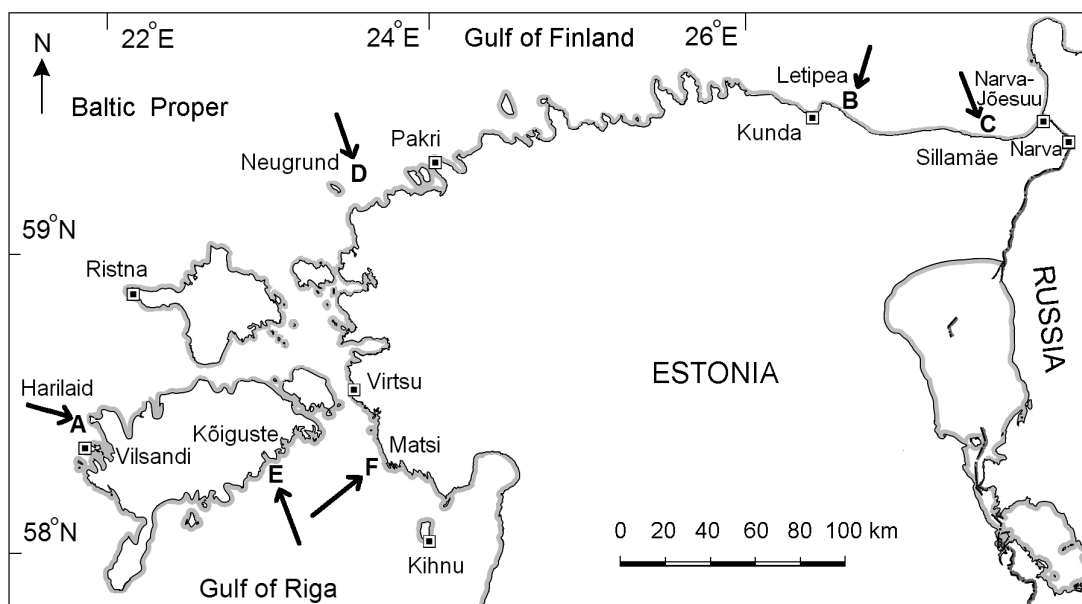 22°E
24°E
26°E
Gulf of Finland
N
Baltic Proper
Letipea
B
Narva-
Jõesuu
C
Pakri
Kunda
Neugrund
D
Sillamäe
Narva
59°N
Ristna
RUSSIA
ESTONIA
Virtsu
Harilaid
A
Kõiguste
Matsi
Vilsandi
E
F
58°N
0 20 40 60 80 100 km
Kihnu
Gulf of Riga